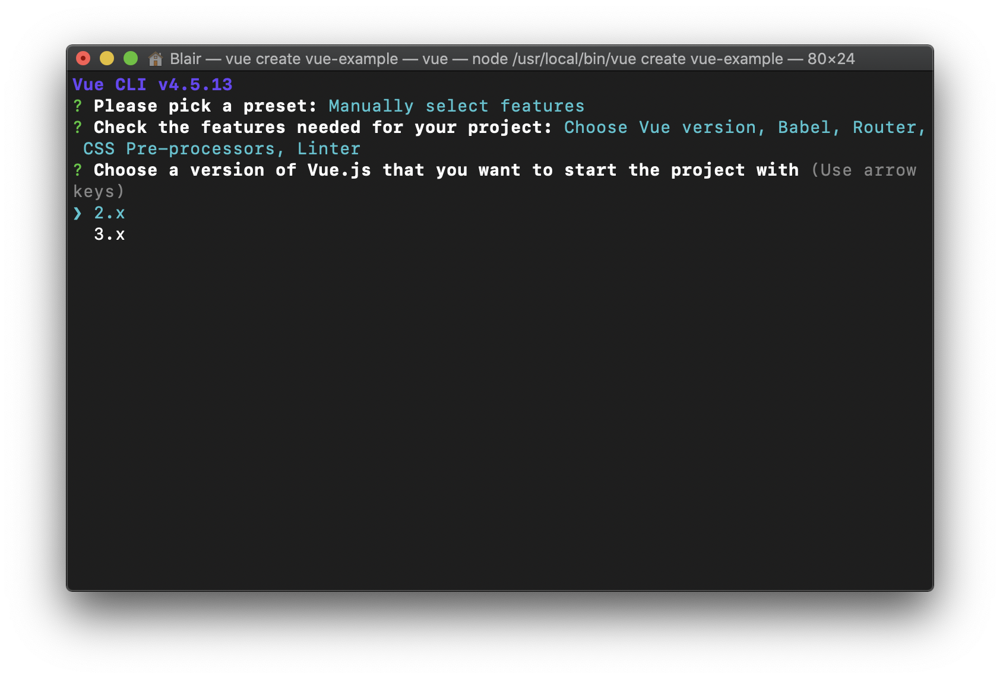 Blair — vue create vue-example — vue — node /usr/local/bin/vue create vue-example — 80×24
Vue CLI v4.5.13
? Please pick a preset: Manually select features
? Check the features needed for your project: Choose Vue version, Babel, Router,
CSS Pre-processors, Linter
? Choose a version of Vue.js that you want to start the project with (Use arrow
keys)
❯ 2.x
3.x